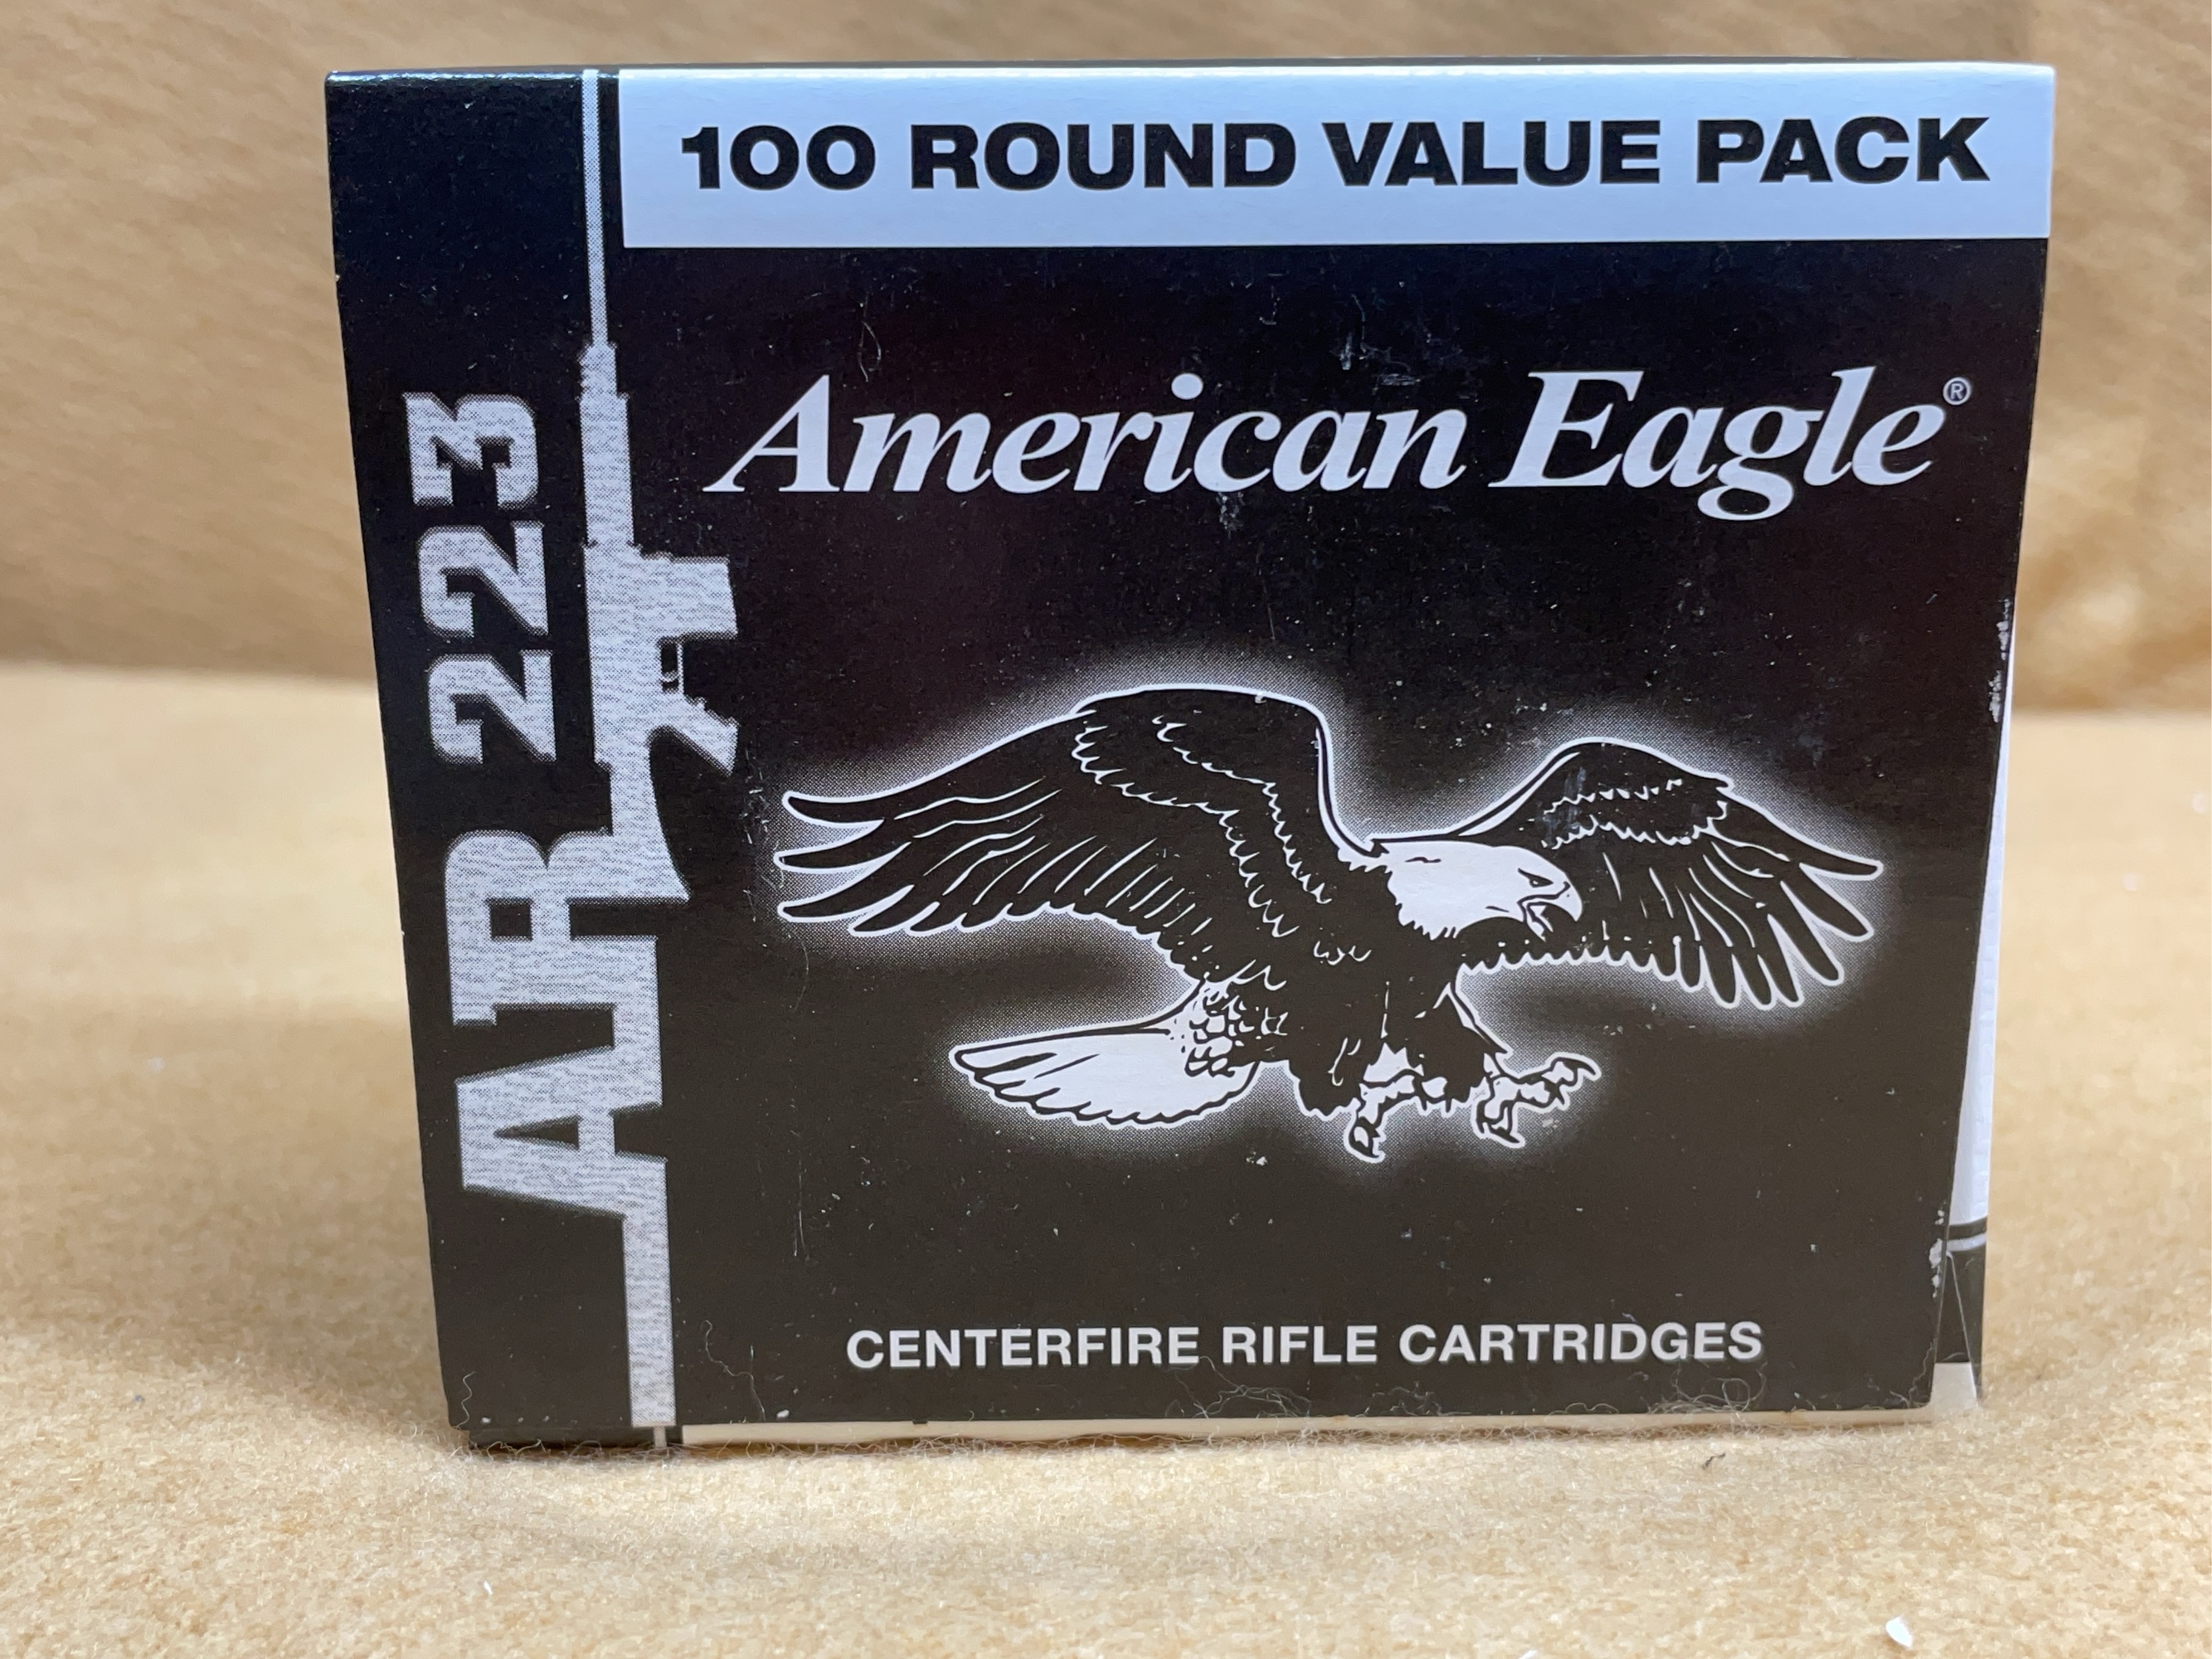 100 ROUND VALUE PACK
AR 223
American Eagle®
CENTERFIRE RIFLE CARTRIDGES